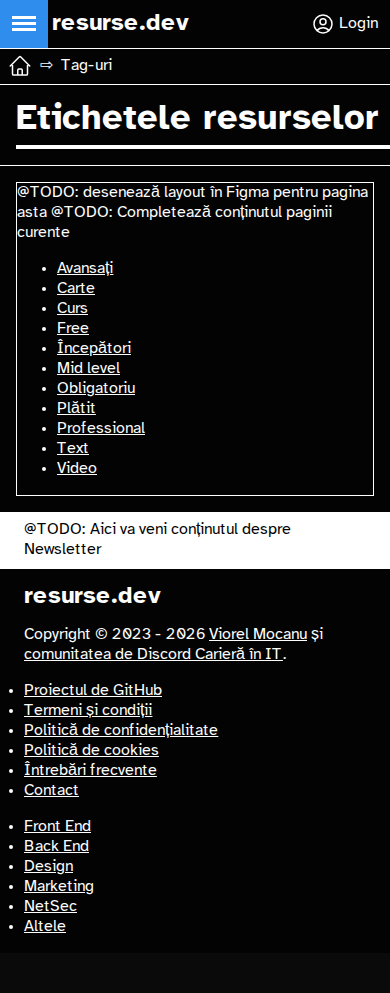 resurse.dev
Login
⇨ Tag-uri
Etichetele resurselor
@TODO: desenează layout în Figma pentru pagina
asta @TODO: Completează conținutul paginii
curente
• Avansați
• Carte
• Curs
• Free
• Începători
• Mid level
• Obligatoriu
• Plătit
• Professional
• Text
• Video
@TODO: Aici va veni conținutul despre
Newsletter
resurse.dev
Copyright © 2023 - 2026 Viorel Mocanu și
comunitatea de Discord Carieră în IT.
• Proiectul de GitHub
• Termeni și condiții
• Politică de confidențialitate
• Politică de cookies
• Întrebări frecvente
• Contact
• Front End
• Back End
• Design
• Marketing
• NetSec
• Altele